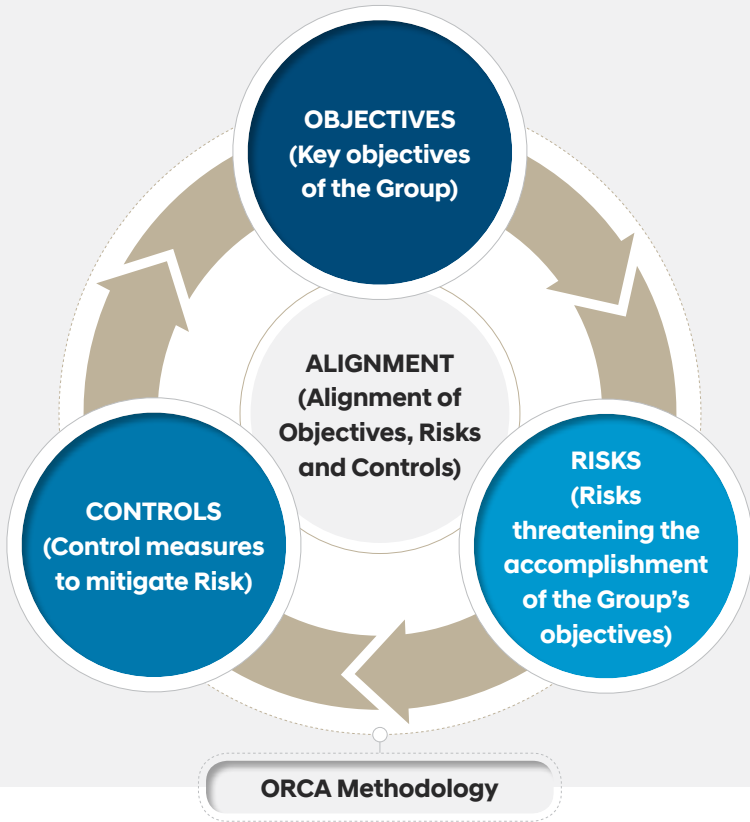 OBJECTIVES
(Key objectives
of the Group)
ALIGNMENT
(Alignment of
Objectives, Risks
and Controls)
RISKS
(Risks
threatening the
accomplishment
of the Group's
objectives)
CONTROLS
(Control measures
to mitigate Risk)
ORCA Methodology